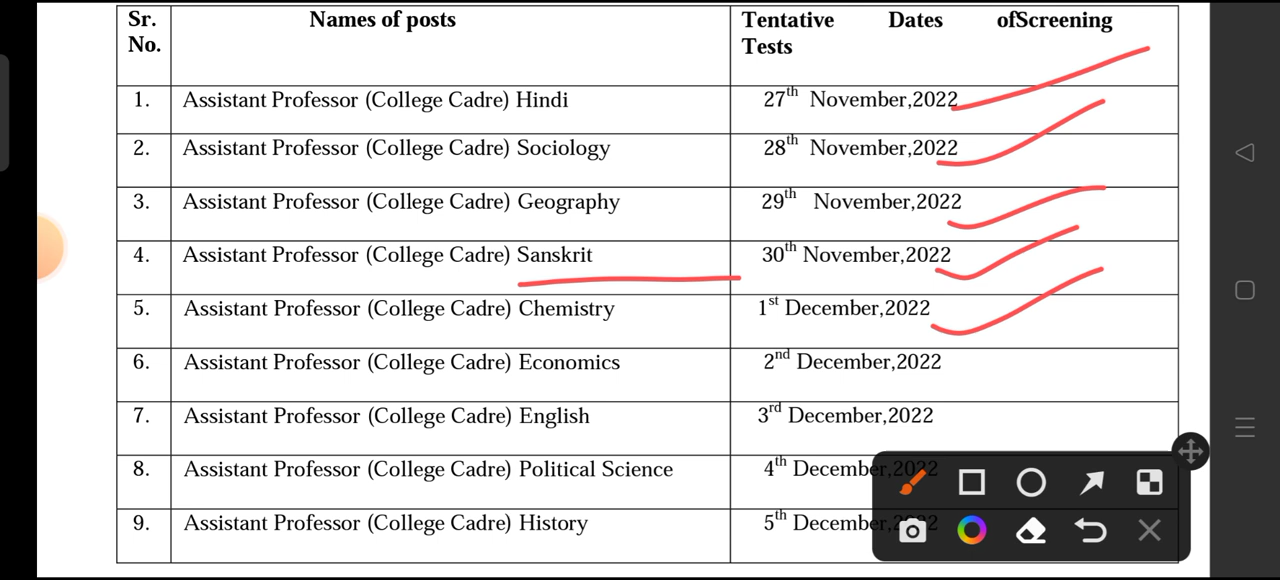 Sr. Names of posts Tentative Dates ofScreening
No. Tests
1. Assistant Professor (College Cadre) Hindi 27th November,2022
2. Assistant Professor (College Cadre) Sociology 28th November,2022
3. Assistant Professor (College Cadre) Geography 29th November,2022
4. Assistant Professor (College Cadre) Sanskrit 30th November,2022
5. Assistant Professor (College Cadre) Chemistry 1st December,2022
6. Assistant Professor (College Cadre) Economics 2nd December,2022
7. Assistant Professor (College Cadre) English 3rd December,2022
8. Assistant Professor (College Cadre) Political Science 4th December,2022
9. Assistant Professor (College Cadre) History 5th December,2022